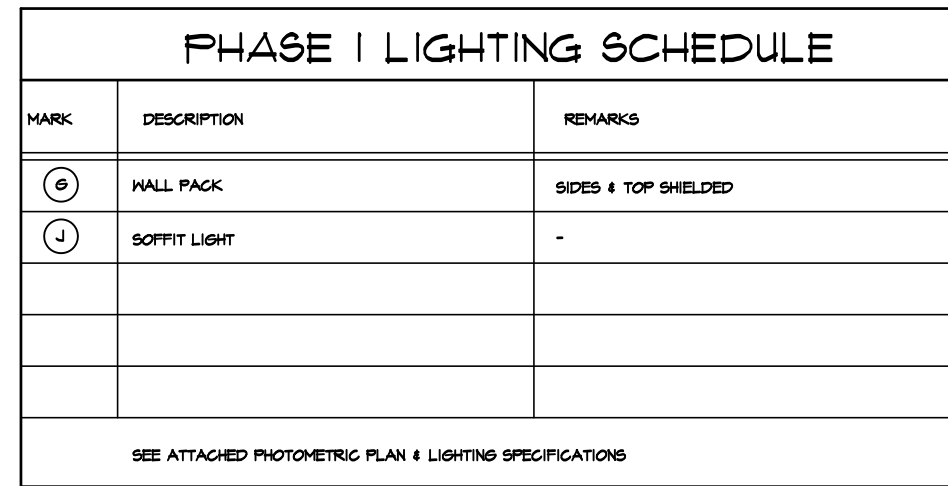 PHASE I LIGHTING SCHEDULE
MARK DESCRIPTION REMARKS
G WALL PACK SIDES & TOP SHIELDED
J SOFFIT LIGHT -
SEE ATTACHED PHOTOMETRIC PLAN & LIGHTING SPECIFICATIONS